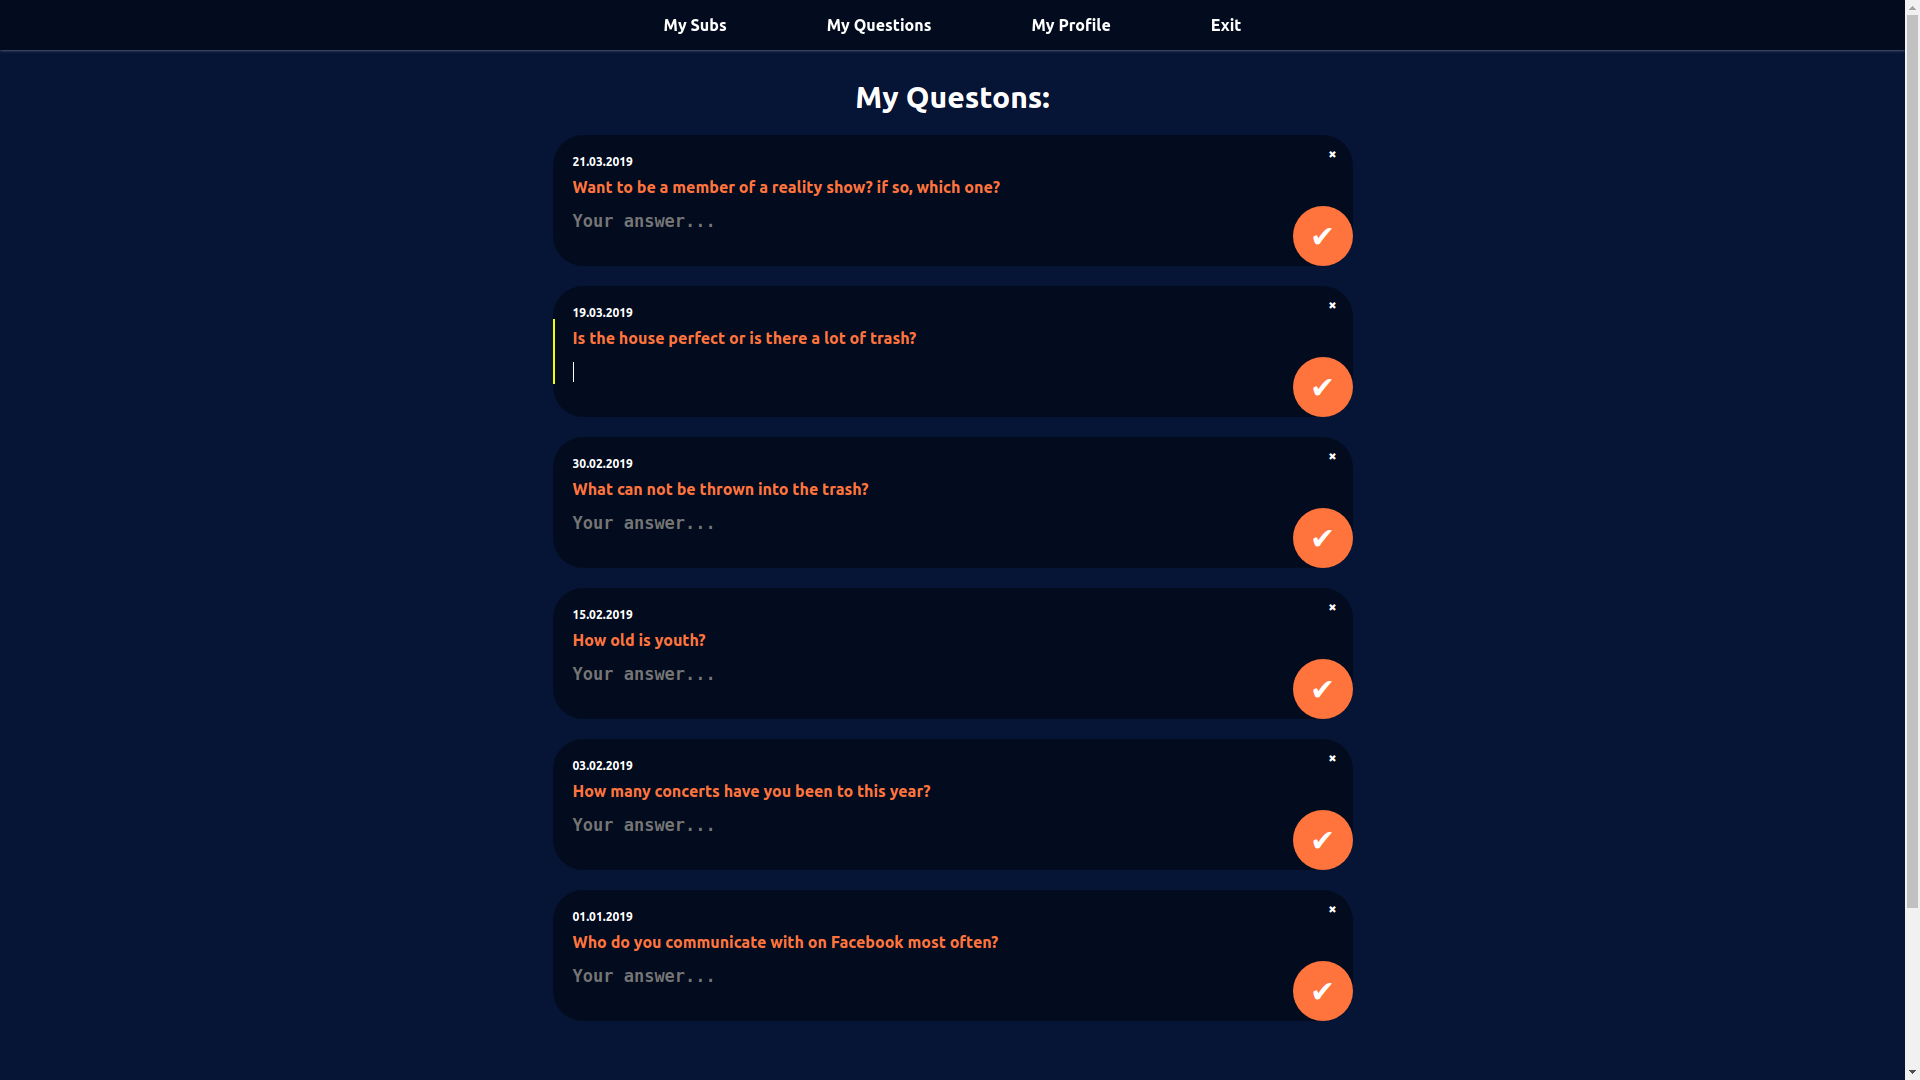 My Subs My Questions My Profile Exit
My Questons:
21.03.2019
Want to be a member of a reality show? if so, which one?
Your answer...
19.03.2019
Is the house perfect or is there a lot of trash?
30.02.2019
What can not be thrown into the trash?
Your answer...
15.02.2019
How old is youth?
Your answer...
03.02.2019
How many concerts have you been to this year?
Your answer...
01.01.2019
Who do you communicate with on Facebook most often?
Your answer...